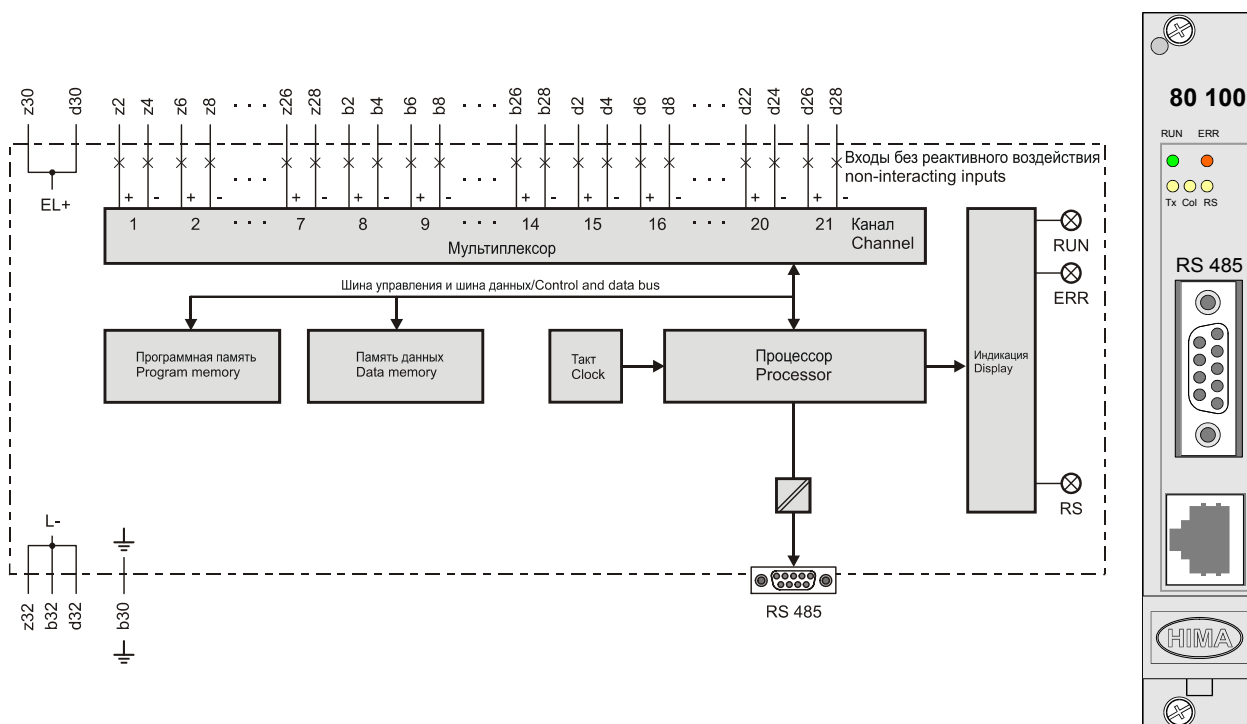 z30 d30 z2 z4 z6 z8 · · · z26 z28 b2 b4 b6 b8 · · · b26 b28 d2 d4 d6 d8 · · · d22 d24 d26 d28
EL+
Входы без реактивного воздействия
non-interacting inputs
+ - + - · · · + - + - + - · · · + - + - + - · · · + - + -
1 2 · · · 7 8 9 · · · 14 15 16 · · · 20 21 Канал
Channel
Мультиплексор
Шина управления и шина данных/Control and data bus
Программная память
Program memory
Память данных
Data memory
Такт
Clock
Процессор
Processor
Индикация
Display
RUN
ERR
RS
L-
z32 b32 d32 b30
RS 485
80 100
RUN ERR
Tx Col RS
RS 485
HIMA